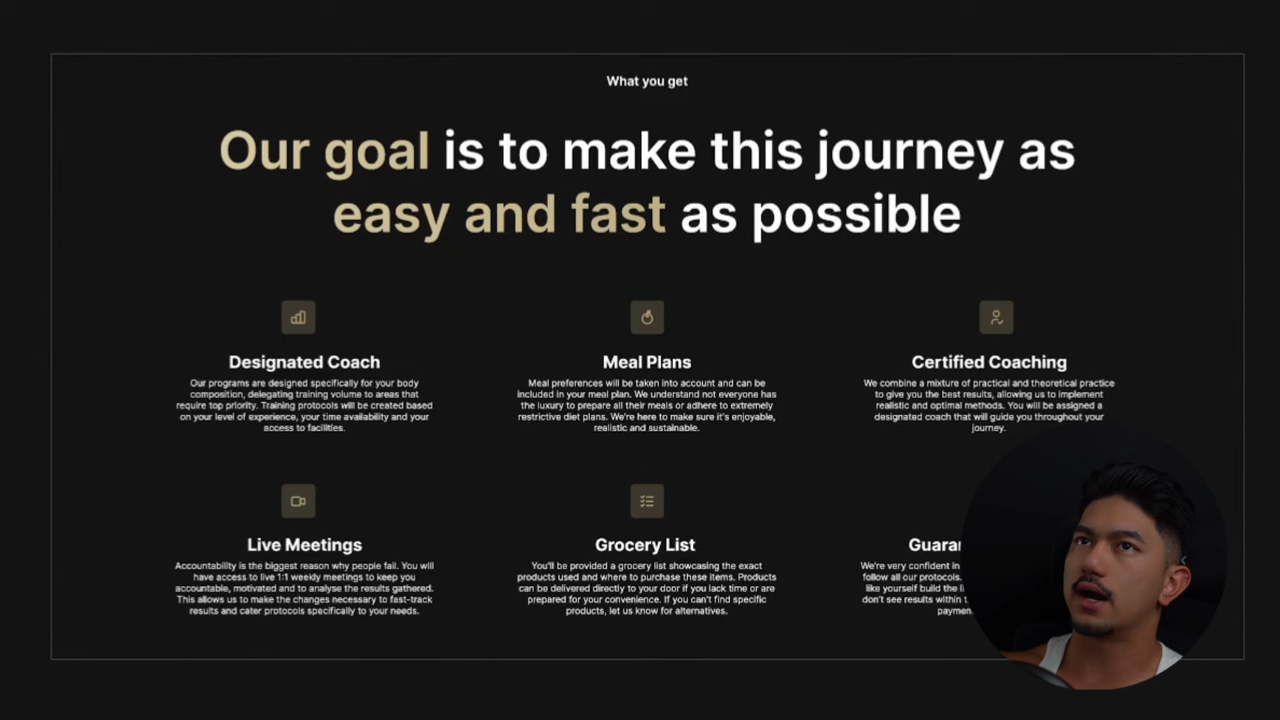 What you get
Our goal is to make this journey as
easy and fast as possible
Designated Coach
Our programs are designed specifically for your body
composition, delegating training volume to areas that
require top priority. Training protocols will be created based
on your level of experience, your time availability and your
access to facilities.
Meal Plans
Meal preferences will be taken into account and can be
included in your meal plan. We understand not everyone has
the luxury to prepare all their meals or adhere to extremely
restrictive diet plans. We're here to make sure it's enjoyable,
realistic and sustainable.
Certified Coaching
We combine a mixture of practical and theoretical practice
to give you the best results, allowing us to implement
realistic and optimal methods. You will be assigned a
designated coach that will guide you throughout your
journey.
Live Meetings
Accountability is the biggest reason why people fail. You will
have access to live 1:1 weekly meetings to keep you
accountable, motivated and to analyse the results gathered.
This allows us to make the changes necessary to fast-track
results and cater protocols specifically to your needs.
Grocery List
You'll be provided a grocery list showcasing the exact
products used and where to purchase these items. Products
can be delivered directly to your door if you lack time or are
prepared for your convenience. If you can't find specific
products, let us know for alternatives.
We're very confident in
follow all our protocols.
like yourself build the
don't see results within